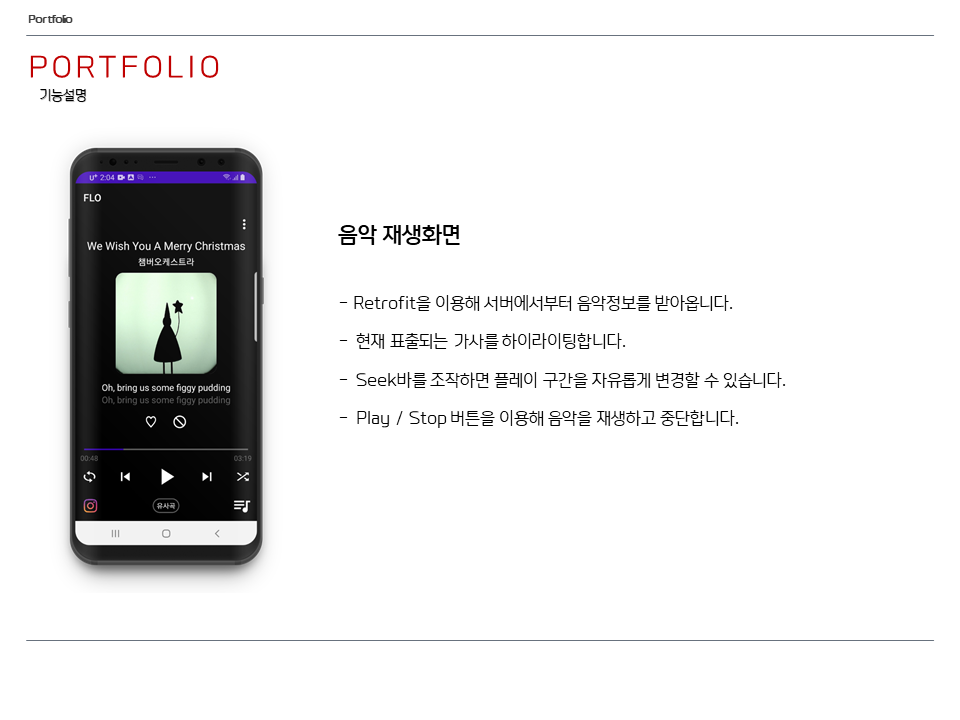 Portfolio
PORTFOLIO
기능설명
U+ 2:04
FLO
We Wish You A Merry Christmas
챔버오케스트라
Oh, bring us some figgy pudding
Oh, bring us some figgy pudding
00:48 03:19
유사곡
음악 재생화면
- Retrofit을 이용해 서버에서부터 음악정보를 받아옵니다.
- 현재 표출되는 가사를 하이라이팅합니다.
- Seek바를 조작하면 플레이 구간을 자유롭게 변경할 수 있습니다.
- Play / Stop 버튼을 이용해 음악을 재생하고 중단합니다.